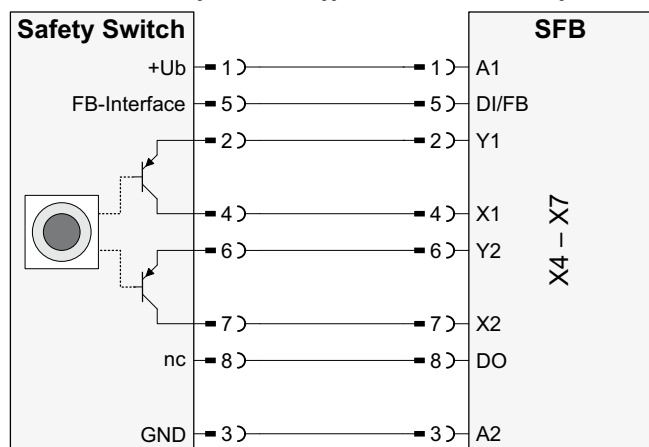 Safety Switch SFB
+Ub 1 1 A1
FB-Interface 5 5 DI/FB
2 2 Y1
4 4 X1
6 6 Y2
X4 – X7
7 7 X2
nc 8 8 DO
GND 3 3 A2